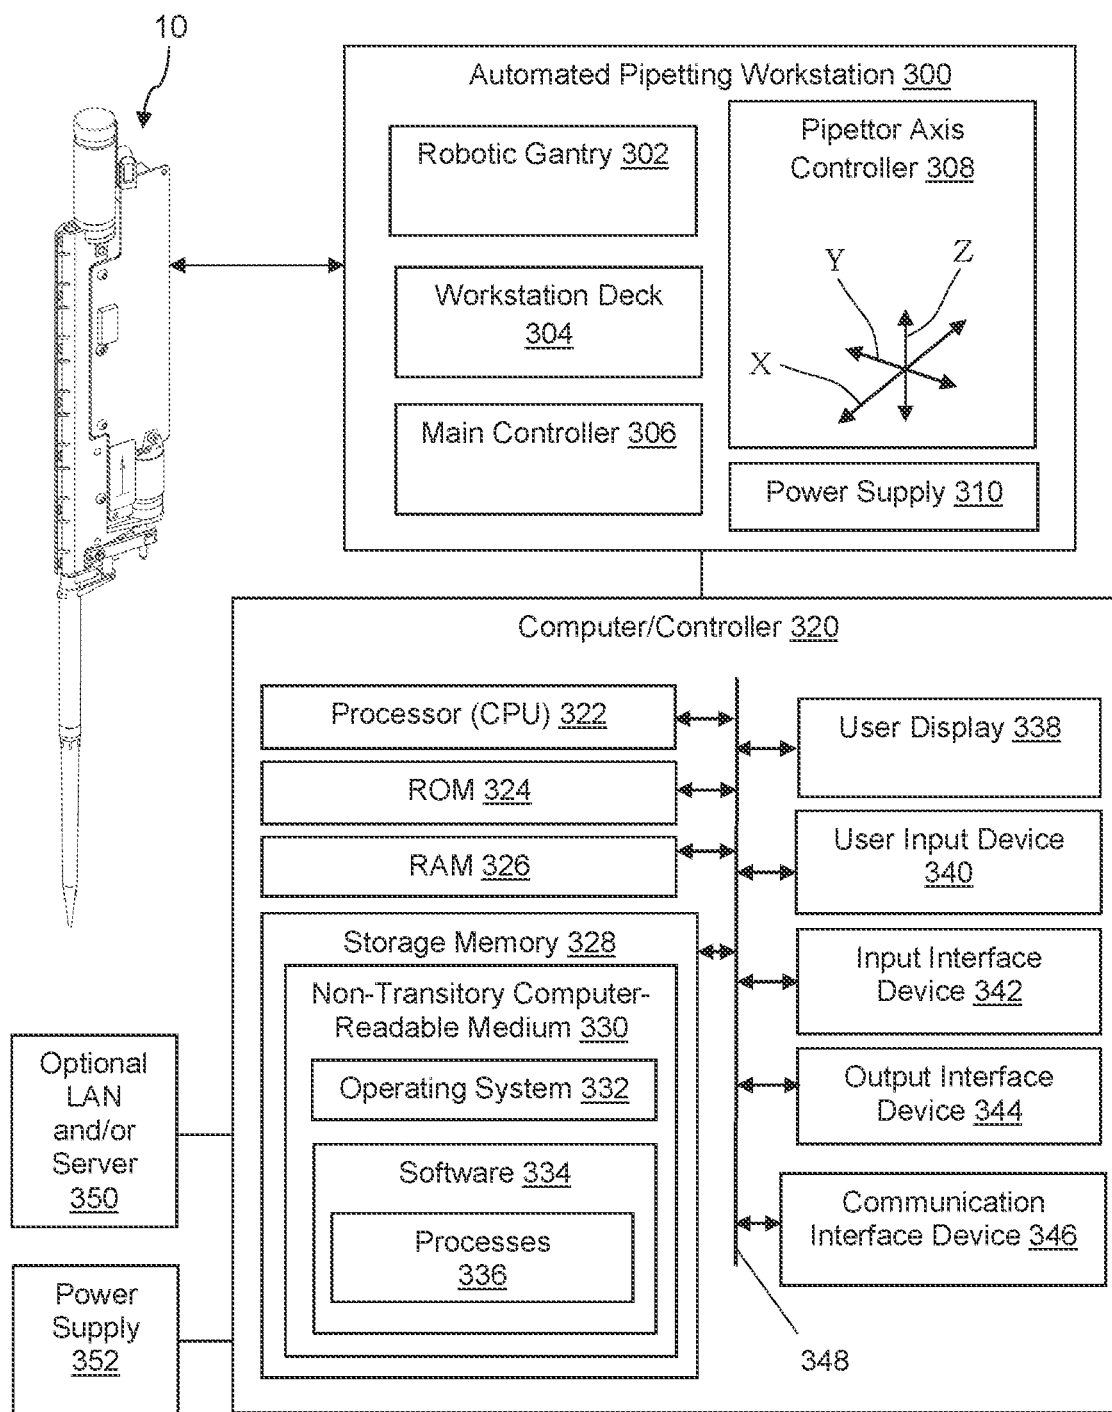 10
Automated Pipetting Workstation 300
Robotic Gantry 302
Workstation Deck
304
Main Controller 306
Pipettor Axis
Controller 308
Y
Z
X
Power Supply 310
Computer/Controller 320
Processor (CPU) 322
ROM 324
RAM 326
Storage Memory 328
Non-Transitory Computer-
Readable Medium 330
Operating System 332
Software 334
Processes
336
User Display 338
User Input Device
340
Input Interface
Device 342
Output Interface
Device 344
Communication
Interface Device 346
348
Optional
LAN
and/or
Server
350
Power
Supply
352